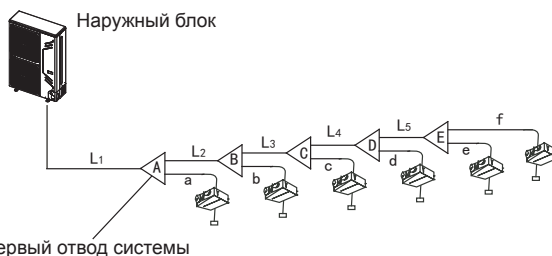 Наружный блок
L1 L2 L3 L4 L5 f
A B C D E
a b c d e
ервый отвод системы